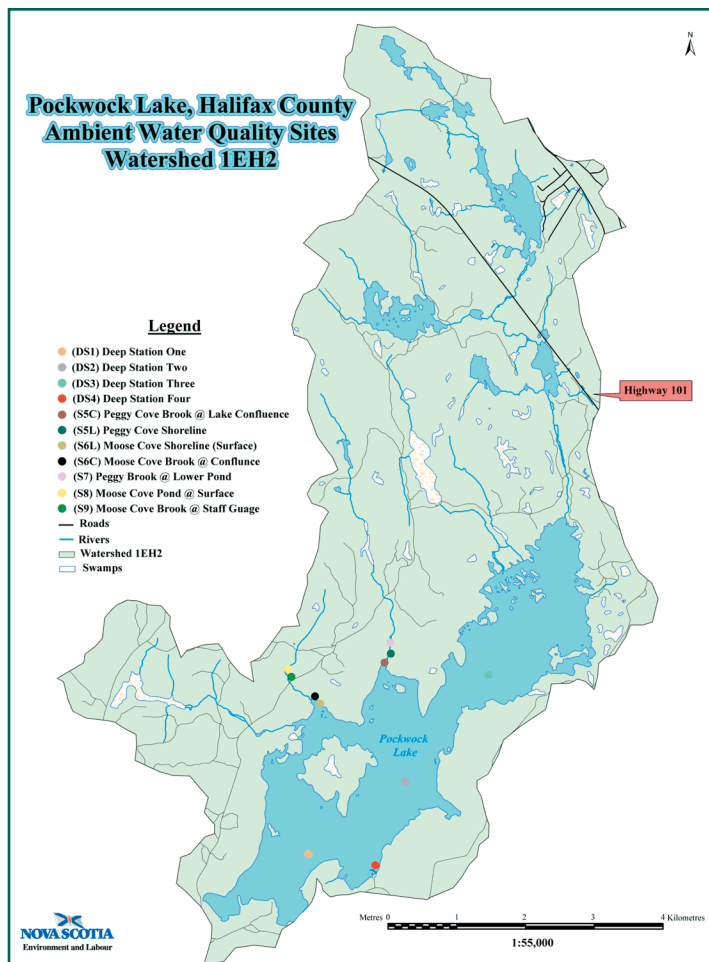 N
Pockwock Lake, Halifax County
Ambient Water Quality Sites
Watershed 1EH2
Legend
(DS1) Deep Station One
(DS2) Deep Station Two
(DS3) Deep Station Three
(DS4) Deep Station Four
(S5C) Peggy Cove Brook @ Lake Confluence
(S5L) Peggy Cove Shoreline
(S6L) Moose Cove Shoreline (Surface)
(S6C) Moose Cove Brook @ Conflunce
(S7) Peggy Brook @ Lower Pond
(S8) Moose Cove Pond @ Surface
(S9) Moose Cove Brook @ Staff Guage
Roads
Rivers
Watershed 1EH2
Swamps
Highway 101
Pockwock
Lake
Metres 0 1 2 3 4 Kilometres
1:55,000
NOVA SCOTIA
Environment and Labour